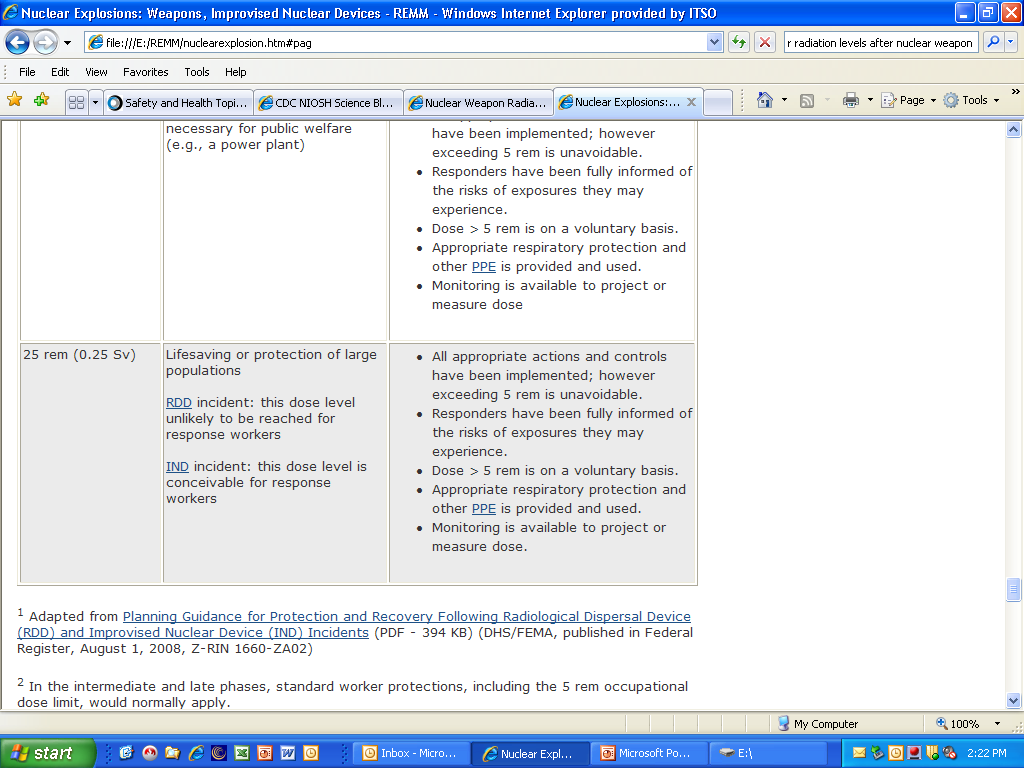 Nuclear Explosions: Weapons, Improvised Nuclear Devices - REMM - Windows Internet Explorer provided by ITSO
file:///E:/REMM/nuclearexplosion.htm#pag
r radiation levels after nuclear weapon
File Edit View Favorites Tools Help
Safety and Health Topi...
CDC NIOSH Science Bl...
Nuclear Weapon Radia...
Nuclear Explosions:...
Page
Tools
necessary for public welfare
(e.g., a power plant)
have been implemented; however
exceeding 5 rem is unavoidable.
• Responders have been fully informed of
the risks of exposures they may
experience.
• Dose > 5 rem is on a voluntary basis.
• Appropriate respiratory protection and
other PPE is provided and used.
• Monitoring is available to project or
measure dose
25 rem (0.25 Sv)
Lifesaving or protection of large
populations
RDD incident: this dose level
unlikely to be reached for
response workers
IND incident: this dose level is
conceivable for response
workers
• All appropriate actions and controls
have been implemented; however
exceeding 5 rem is unavoidable.
• Responders have been fully informed of
the risks of exposures they may
experience.
• Dose > 5 rem is on a voluntary basis.
• Appropriate respiratory protection and
other PPE is provided and used.
• Monitoring is available to project or
measure dose.
1 Adapted from Planning Guidance for Protection and Recovery Following Radiological Dispersal Device
(RDD) and Improvised Nuclear Device (IND) Incidents (PDF - 394 KB) (DHS/FEMA, published in Federal
Register, August 1, 2008, Z-RIN 1660-ZA02)
2 In the intermediate and late phases, standard worker protections, including the 5 rem occupational
dose limit, would normally apply.
My Computer
100%
start
Inbox - Micro...
Nuclear Expl...
Microsoft Po...
E:\
2:22 PM